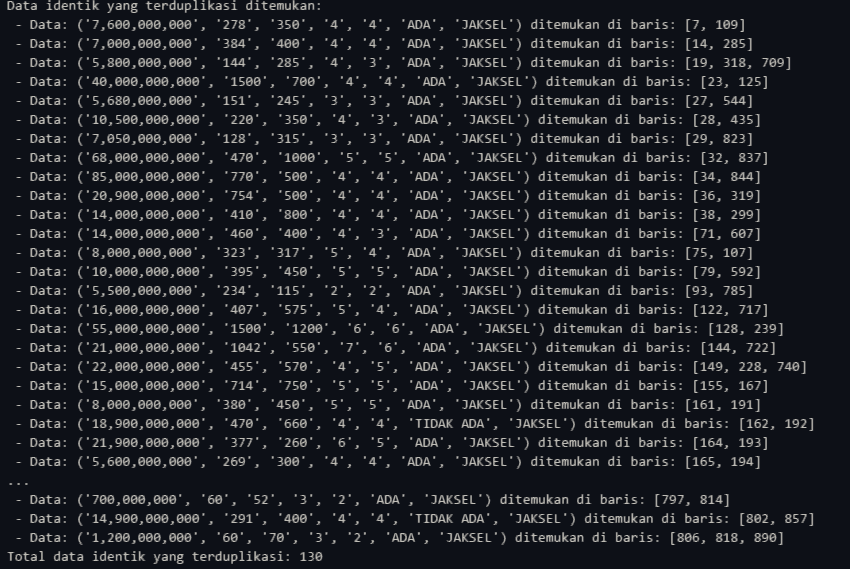 Data identik yang terduplikasi ditemukan:
- Data: ('7,600,000,000', '278', '350', '4', '4', 'ADA', 'JAKSEL') ditemukan di baris: [7, 109]
- Data: ('7,000,000,000', '384', '400', '4', '4', 'ADA', 'JAKSEL') ditemukan di baris: [14, 285]
- Data: ('5,800,000,000', '144', '285', '4', '3', 'ADA', 'JAKSEL') ditemukan di baris: [19, 318, 709]
- Data: ('40,000,000,000', '1500', '700', '4', '4', 'ADA', 'JAKSEL') ditemukan di baris: [23, 125]
- Data: ('5,680,000,000', '151', '245', '3', '3', 'ADA', 'JAKSEL') ditemukan di baris: [27, 544]
- Data: ('10,500,000,000', '220', '350', '4', '3', 'ADA', 'JAKSEL') ditemukan di baris: [28, 435]
- Data: ('7,050,000,000', '128', '315', '3', '3', 'ADA', 'JAKSEL') ditemukan di baris: [29, 823]
- Data: ('68,000,000,000', '470', '1000', '5', '5', 'ADA', 'JAKSEL') ditemukan di baris: [32, 837]
- Data: ('85,000,000,000', '770', '500', '4', '4', 'ADA', 'JAKSEL') ditemukan di baris: [34, 844]
- Data: ('20,900,000,000', '754', '500', '4', '4', 'ADA', 'JAKSEL') ditemukan di baris: [36, 319]
- Data: ('14,000,000,000', '410', '800', '4', '4', 'ADA', 'JAKSEL') ditemukan di baris: [38, 299]
- Data: ('14,000,000,000', '460', '400', '4', '3', 'ADA', 'JAKSEL') ditemukan di baris: [71, 607]
- Data: ('8,000,000,000', '323', '317', '5', '4', 'ADA', 'JAKSEL') ditemukan di baris: [75, 107]
- Data: ('10,000,000,000', '395', '450', '5', '5', 'ADA', 'JAKSEL') ditemukan di baris: [79, 592]
- Data: ('5,500,000,000', '234', '115', '2', '2', 'ADA', 'JAKSEL') ditemukan di baris: [93, 785]
- Data: ('16,000,000,000', '407', '575', '5', '4', 'ADA', 'JAKSEL') ditemukan di baris: [122, 717]
- Data: ('55,000,000,000', '1500', '1200', '6', '6', 'ADA', 'JAKSEL') ditemukan di baris: [128, 239]
- Data: ('21,000,000,000', '1042', '550', '7', '6', 'ADA', 'JAKSEL') ditemukan di baris: [144, 722]
- Data: ('22,000,000,000', '455', '570', '4', '5', 'ADA', 'JAKSEL') ditemukan di baris: [149, 228, 740]
- Data: ('15,000,000,000', '714', '750', '5', '5', 'ADA', 'JAKSEL') ditemukan di baris: [155, 167]
- Data: ('8,000,000,000', '380', '450', '5', '5', 'ADA', 'JAKSEL') ditemukan di baris: [161, 191]
- Data: ('18,900,000,000', '470', '660', '4', '4', 'TIDAK ADA', 'JAKSEL') ditemukan di baris: [162, 192]
- Data: ('21,900,000,000', '377', '260', '6', '5', 'ADA', 'JAKSEL') ditemukan di baris: [164, 193]
- Data: ('5,600,000,000', '269', '300', '4', '4', 'ADA', 'JAKSEL') ditemukan di baris: [165, 194]
...
- Data: ('700,000,000', '60', '52', '3', '2', 'ADA', 'JAKSEL') ditemukan di baris: [797, 814]
- Data: ('14,900,000,000', '291', '400', '4', '4', 'TIDAK ADA', 'JAKSEL') ditemukan di baris: [802, 857]
- Data: ('1,200,000,000', '60', '70', '3', '2', 'ADA', 'JAKSEL') ditemukan di baris: [806, 818, 890]
Total data identik yang terduplikasi: 130